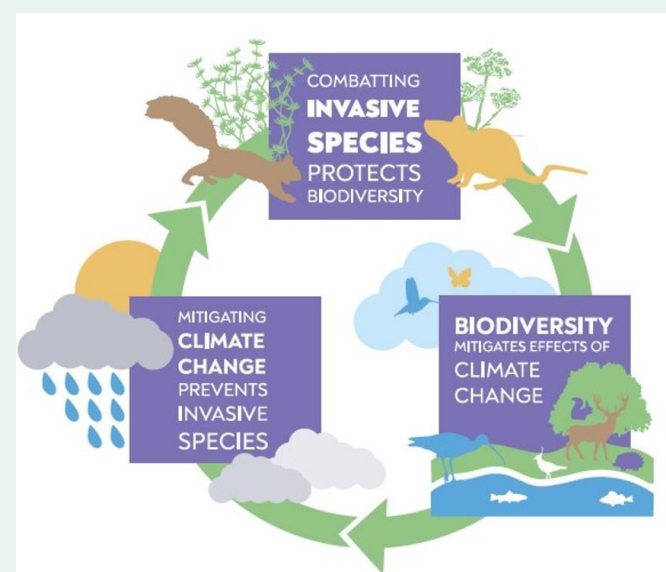 COMBATTING
INVASIVE
SPECIES
PROTECTS
BIODIVERSITY
BIODIVERSITY
MITIGATES EFFECTS OF
CLIMATE
CHANGE
MITIGATING
CLIMATE
CHANGE
PREVENTS
INVASIVE
SPECIES